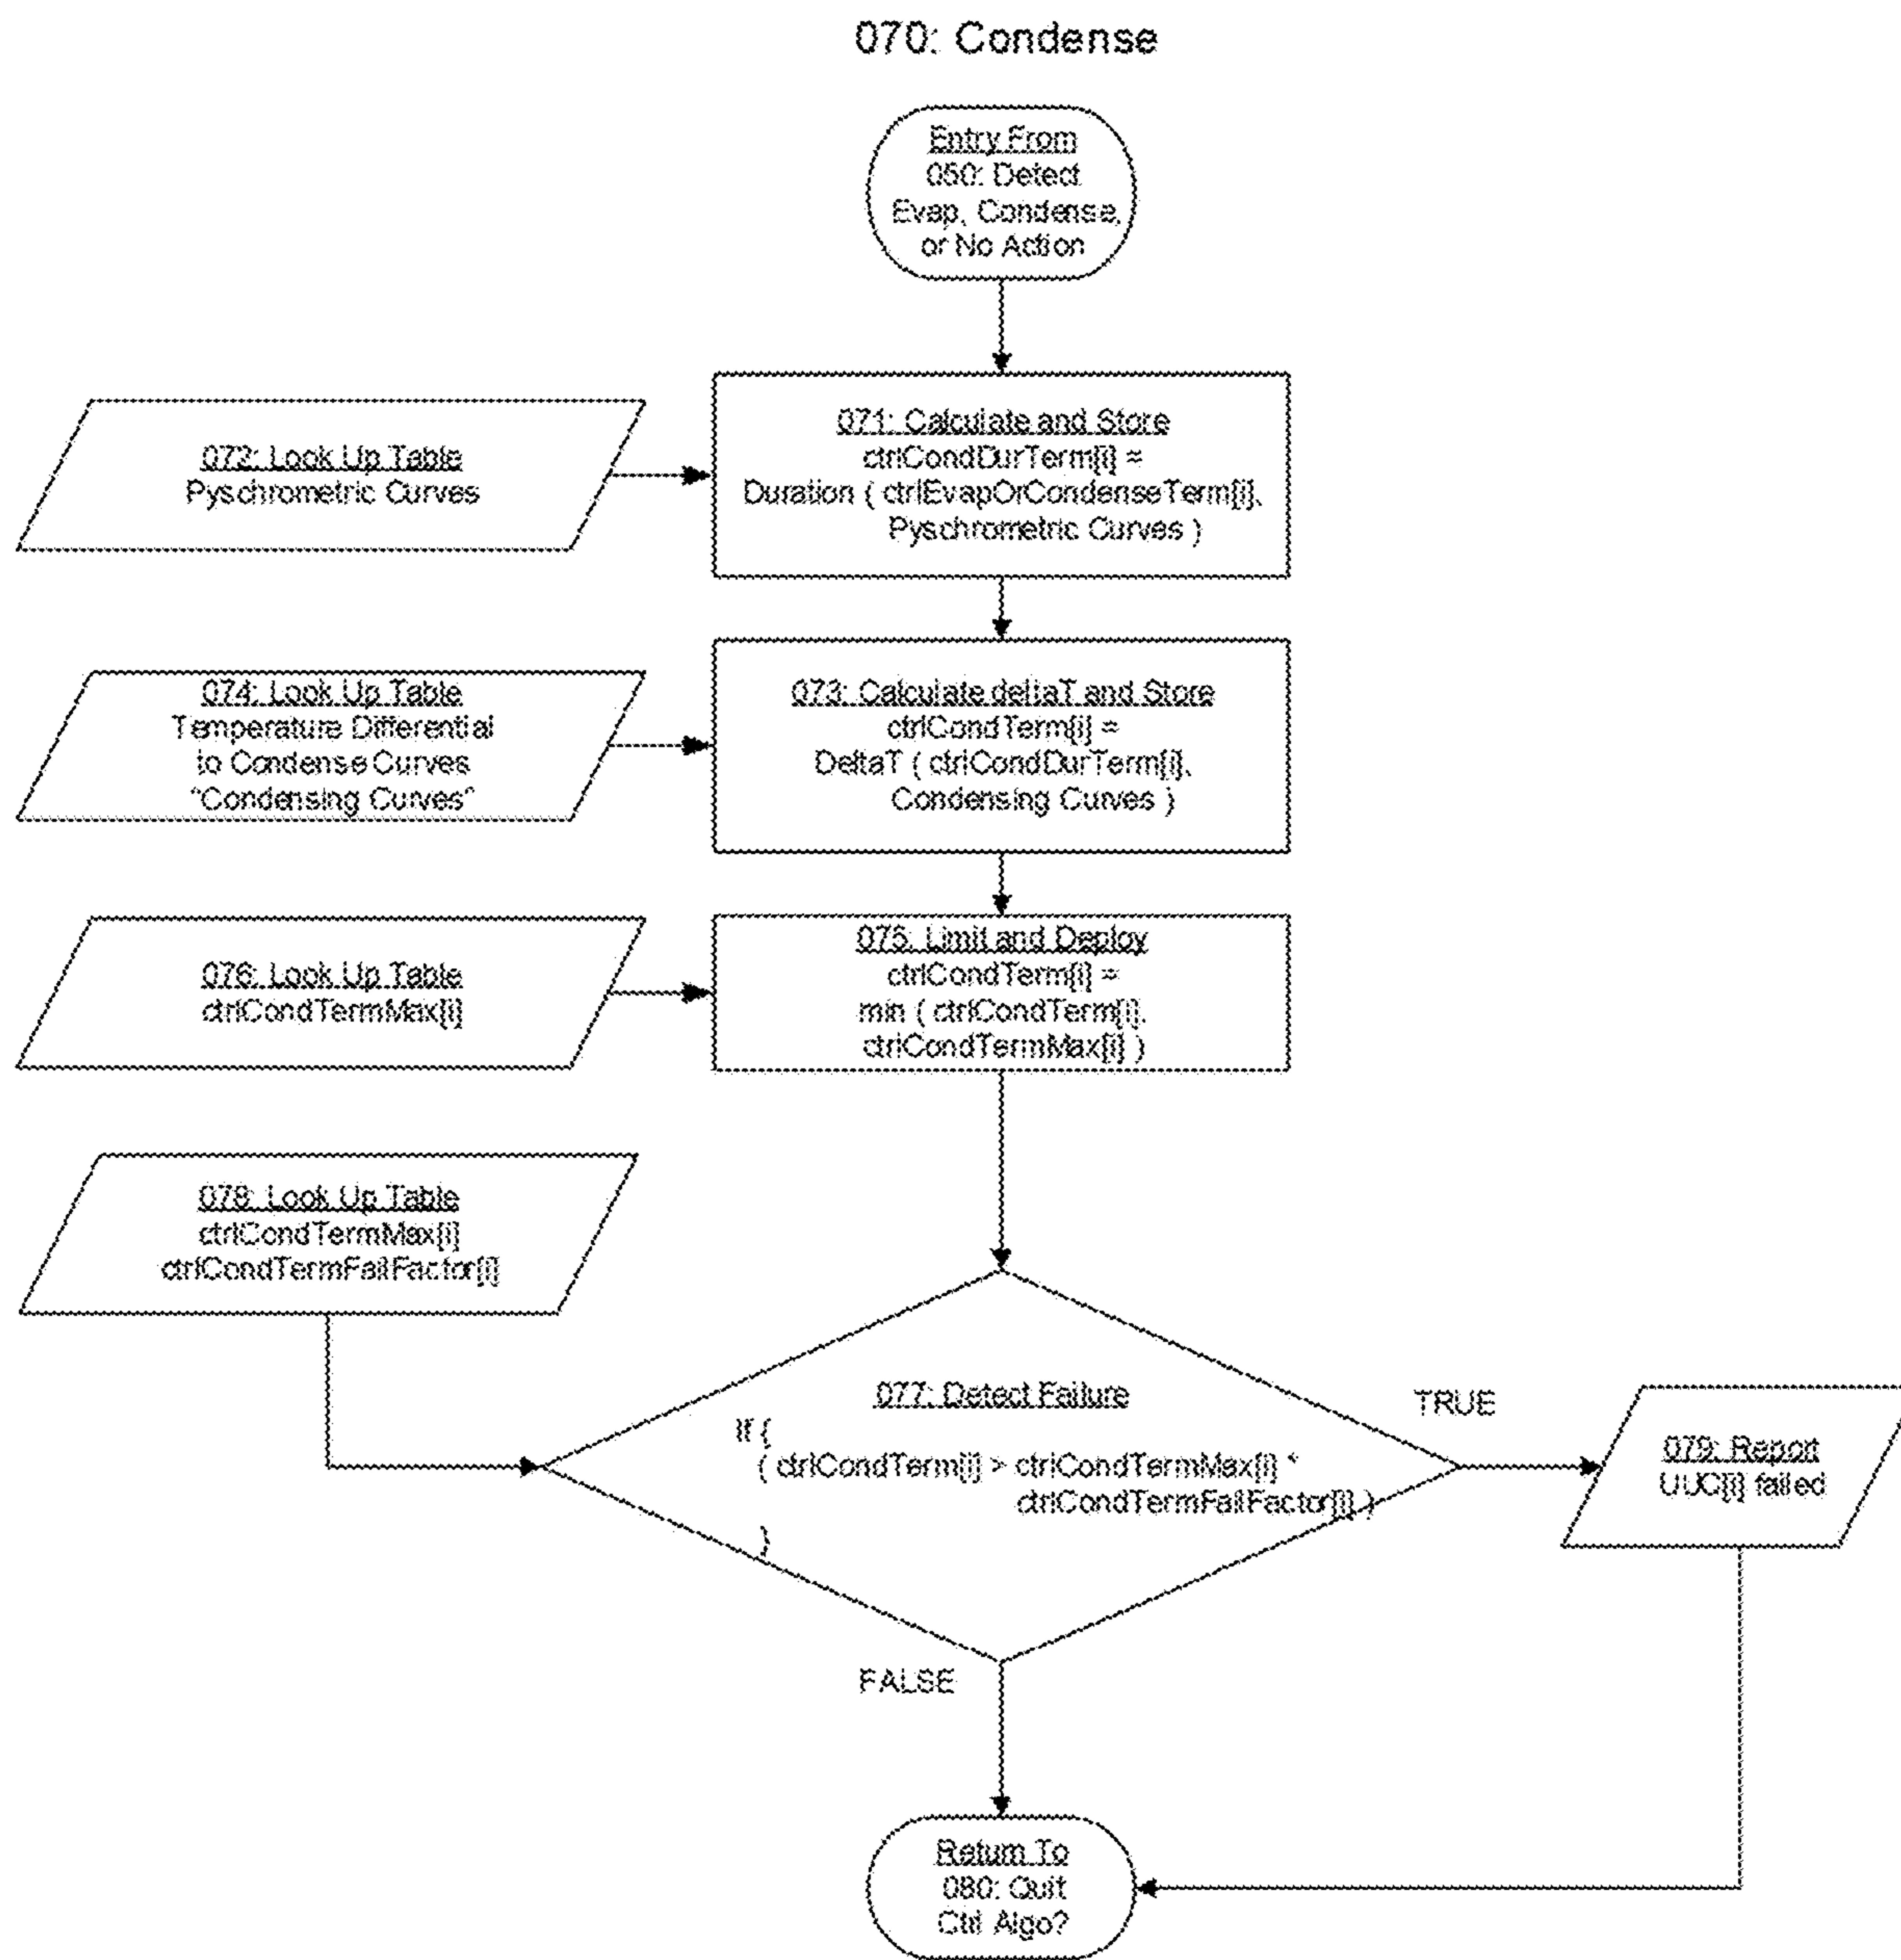 070: Condense
Entry From
050: Detect
Evap, Condense,
or No Action
072: Look Up Table
Pyschrometric Curves
071: Calculate and Store
ctrlCondDurTerm[i] =
Duration ( ctrlEvapOrCondenseTerm[i],
Pyschrometric Curves )
074: Look Up Table
Temperature Differential
to Condense Curves
"Condensing Curves"
073: Calculate deltaT and Store
ctrlCondTerm[i] =
DeltaT ( ctrlCondDurTerm[i],
Condensing Curves )
076: Look Up Table
ctrlCondTermMax[i]
075: Limit and Deploy
ctrlCondTerm[i] =
min ( ctrlCondTerm[i],
ctrlCondTermMax[i] )
078: Look Up Table
ctrlCondTermMax[i]
ctrlCondTermFailFactor[i]
077: Detect Failure
If {
( ctrlCondTerm[i] > ctrlCondTermMax[i] *
ctrlCondTermFailFactor[i] )
}
TRUE
079: Report
UUC[i] failed
FALSE
Return To
080: Quit
Ctrl Algo?